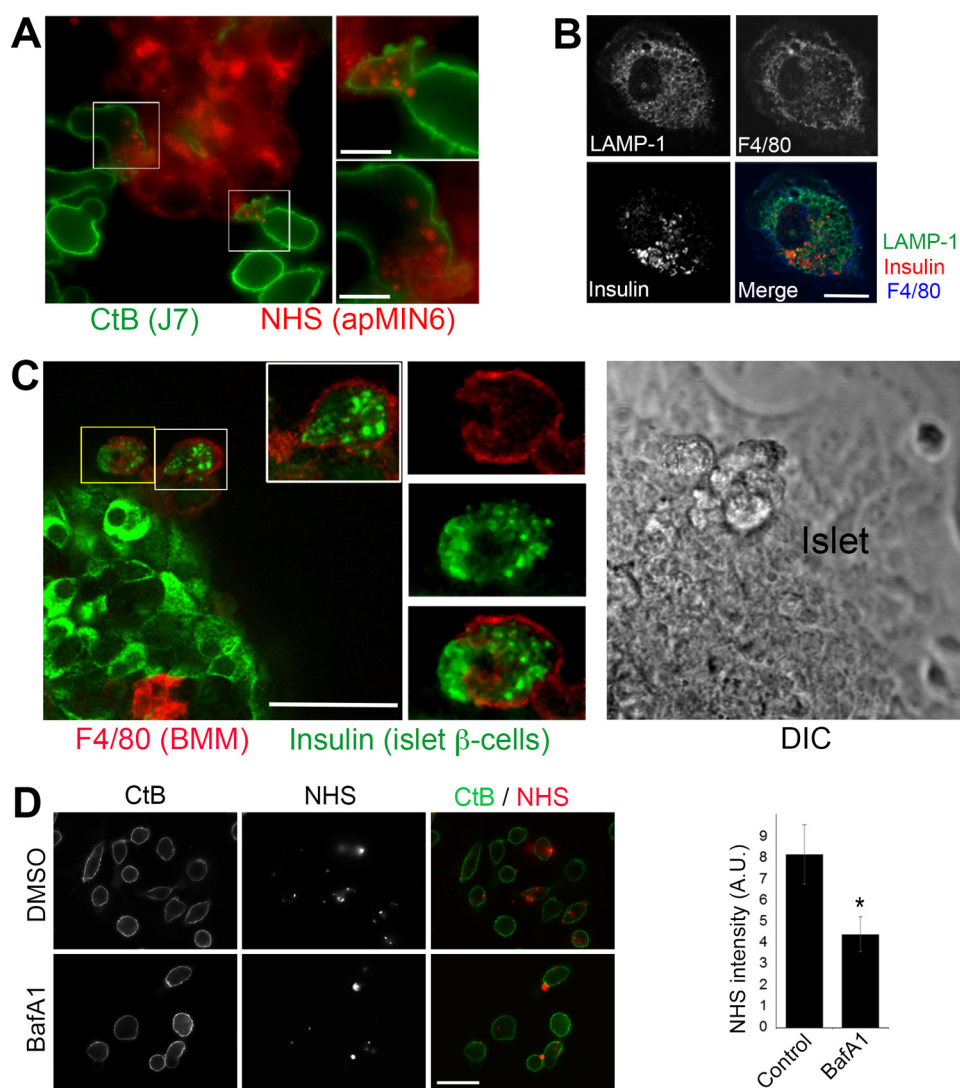 A
CtB (J7) NHS (apMIN6)
B
LAMP-1
F4/80
Insulin
Merge
LAMP-1
Insulin
F4/80
C
Islet
F4/80 (BMM) Insulin (islet β-cells)
DIC
D
CtB
NHS
CtB / NHS
DMSO
BafA1
NHS intensity (A.U.)
9
8
7
6
5
4
3
2
1
0
*
Control
BafA1